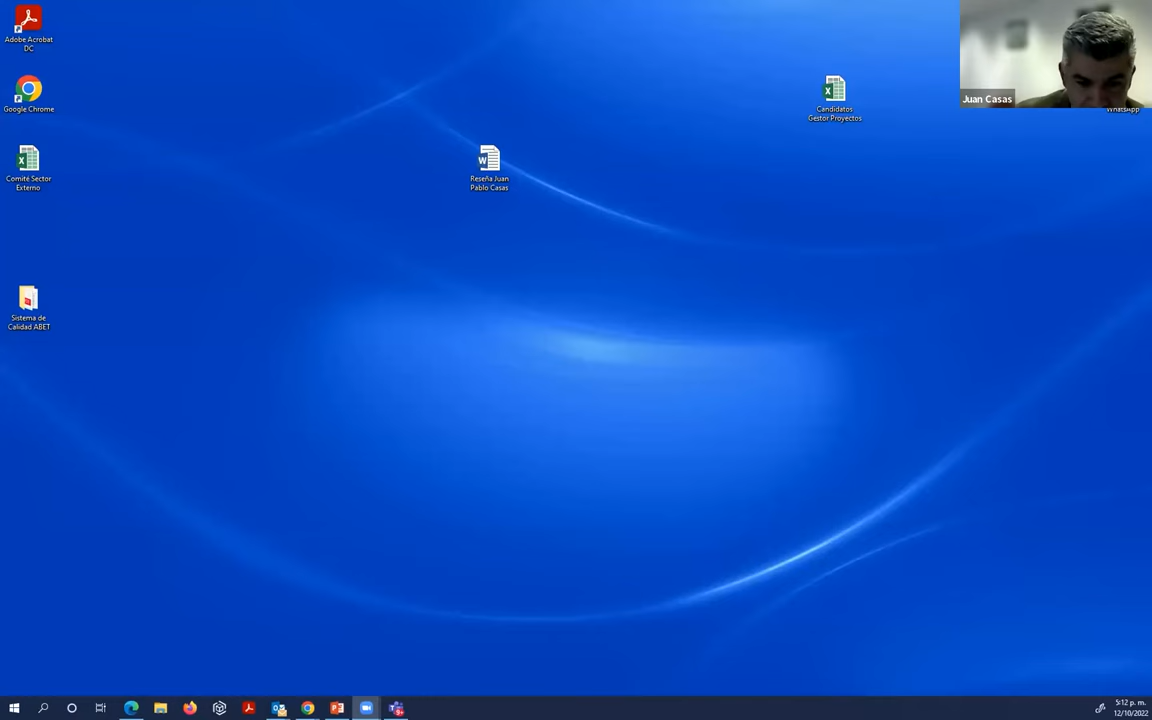 Adobe Acrobat
DC
Google Chrome
Comité Sector
Externo
Sistema de
Calidad ABET
Reseña Juan
Pablo Casas
Candidatos
Gestor Proyectos
Juan Casas
WhatsApp
5:12 p. m.
12/10/2022